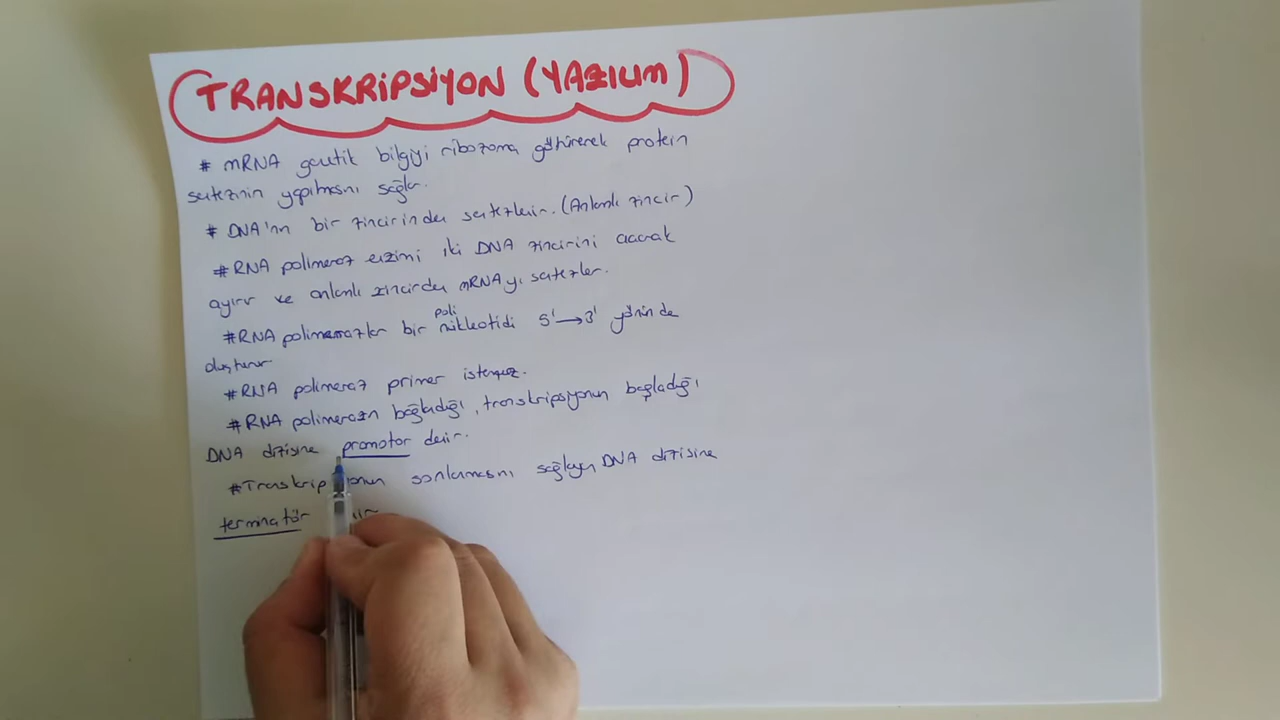 TRANSKRİPSİYON (YAZILIM)
# mRNA genetik bilgiyi ribozoma götürerek protein
sentezinin yapılmasını sağlar.
# DNA'nın bir zincirinden sentezlenir. (Anlamlı zincir)
# RNA polimeraz enzimi iki DNA zincirini açarak
ayırır ve anlamlı zincirden mRNA yı sentezler.
# RNA polimerazlar bir poli nükleotidi 5' → 3' yönünde
oluşturur
# RNA polimeraz primer istemez.
# RNA polimerazın bağladığı, transkripsiyonun başladığı
DNA dizisine promotor denir.
# Transkrip yonun sonlanmasını sağlayan DNA dizisine
terminatör